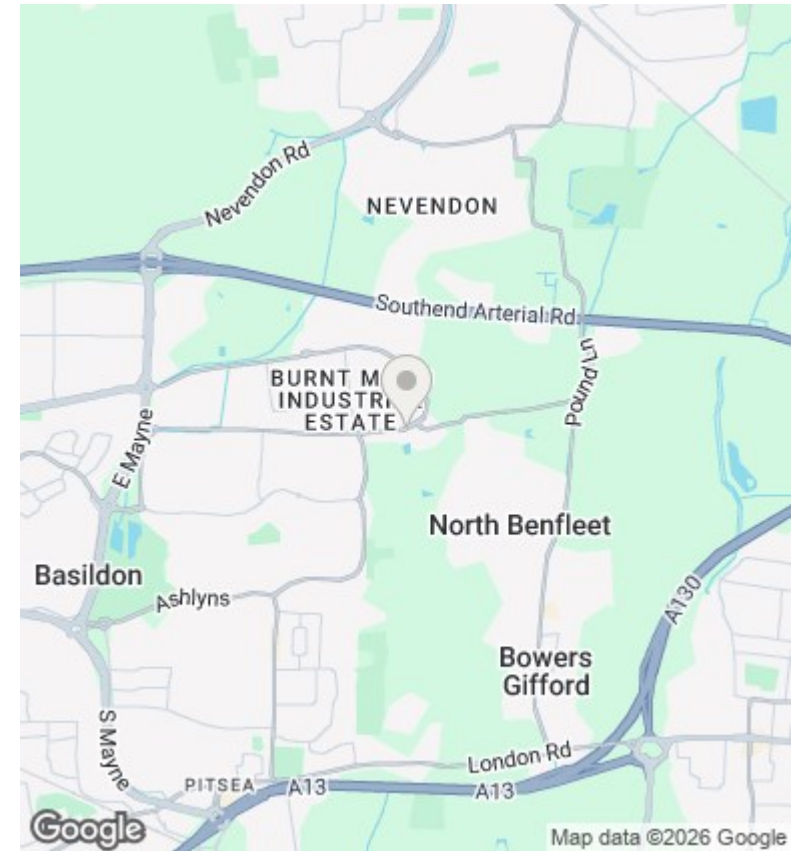 Nevendon Rd
NEVENDON
Southend Arterial Rd
BURNT M
INDUSTRI
ESTATE
Pound Ln
E Mayne
North Benfleet
Basildon
Ashlyns
A130
Bowers
Gifford
S Mayne
London Rd
PITSEA
A13
A13
Google
Map data ©2026 Google